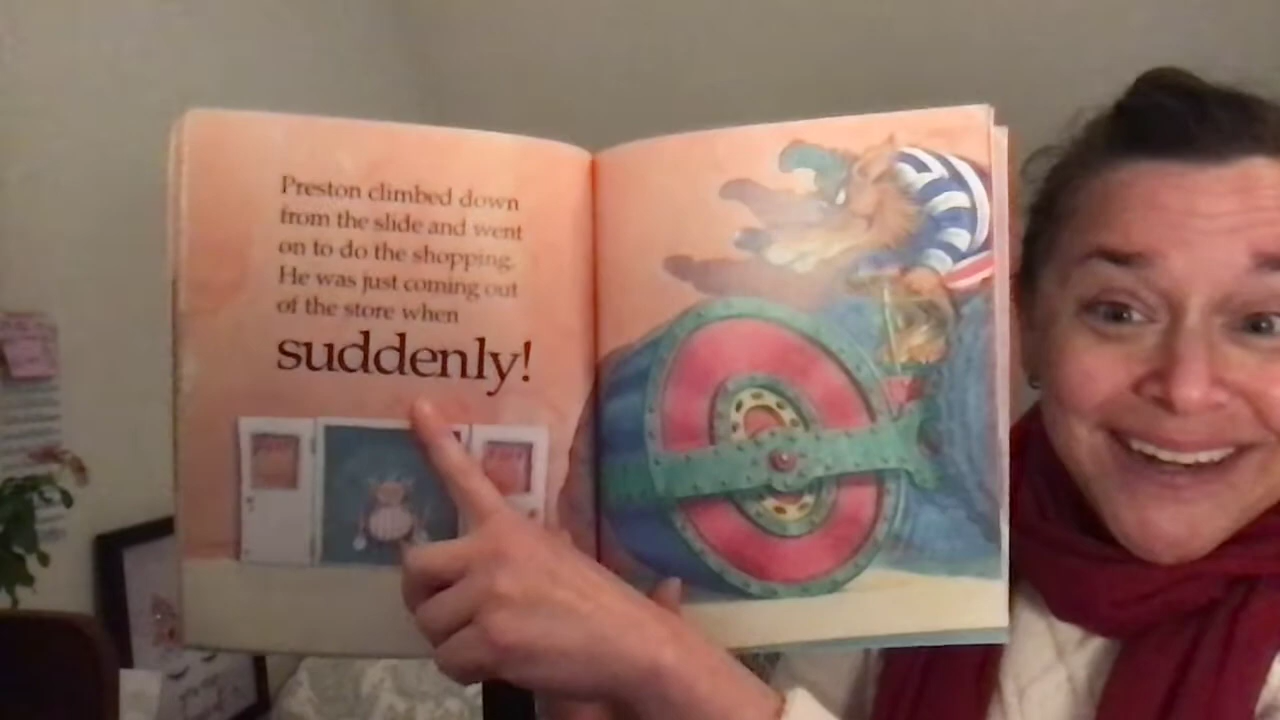 Preston climbed down
from the slide and went
on to do the shopping.
He was just coming out
of the store when
suddenly!